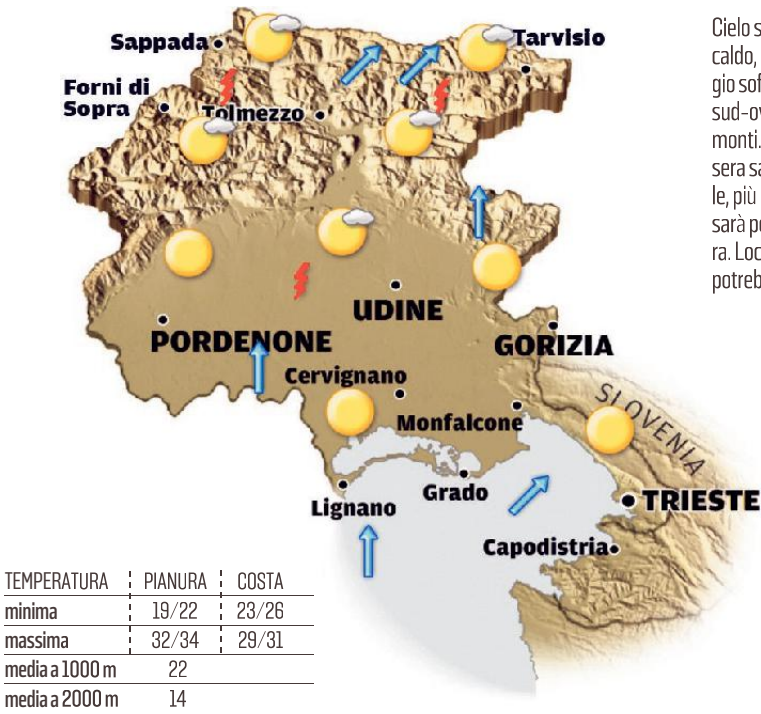 Sappada
Tarvisio
Forni di
Sopra
Tolmezzo
UDINE
PORDENONE
GORIZIA
Cervignano
Monfalcone
SLOVENIA
Lignano
Grado
TRIESTE
Capodistria
Cielo s
caldo,
gio sof
sud-ov
monti.
sera sa
le, più
sarà po
ra. Loc
potreb
TEMPERATURA PIANURA COSTA
minima 19/22 23/26
massima 32/34 29/31
media a 1000 m 22
media a 2000 m 14